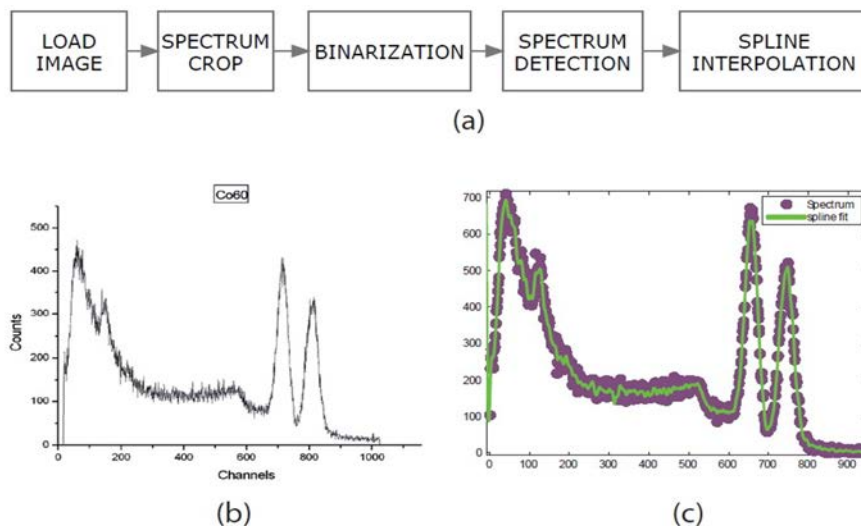 LOAD IMAGE
SPECTRUM CROP
BINARIZATION
SPECTRUM DETECTION
SPLINE INTERPOLATION
(a)
Co60
500
400
300
200
100
0
Counts
0 200 400 600 800 1000
Channels
(b)
700
600
500
400
300
200
100
0
Spectrum
spline fit
0 100 200 300 400 500 600 700 800 900
(c)